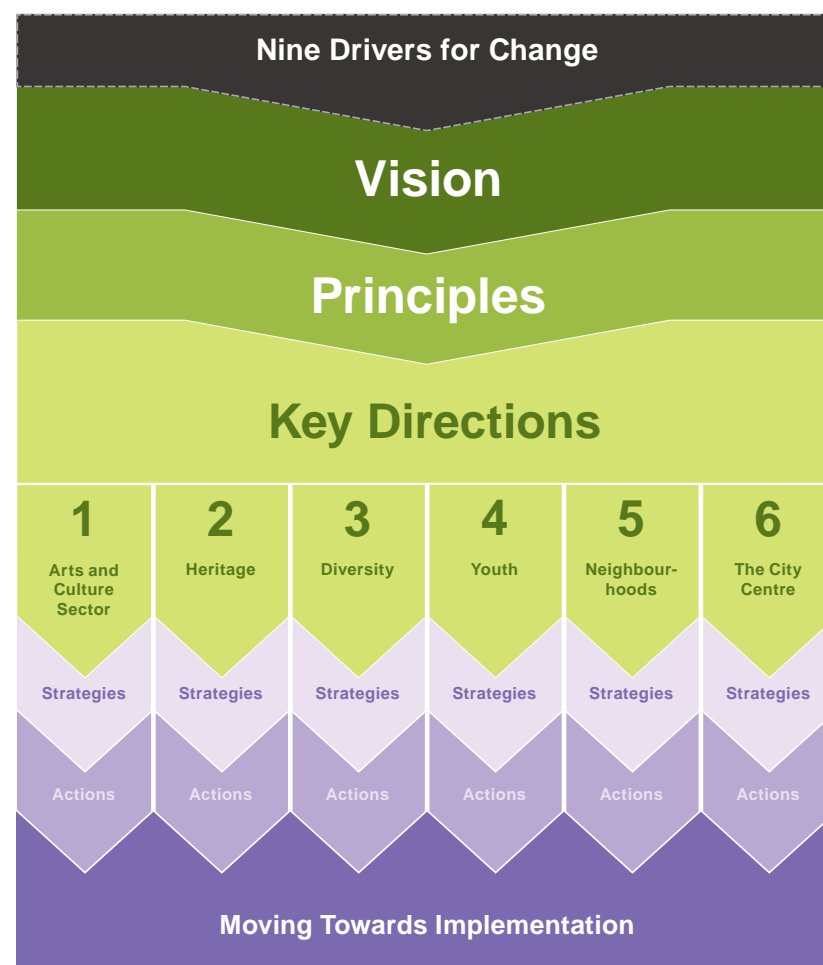 Nine Drivers for Change
Vision
Principles
Key Directions
1
Arts and
Culture
Sector
2
Heritage
3
Diversity
4
Youth
5
Neighbour-
hoods
6
The City
Centre
Strategies
Strategies
Strategies
Strategies
Strategies
Strategies
Actions
Actions
Actions
Actions
Actions
Actions
Moving Towards Implementation